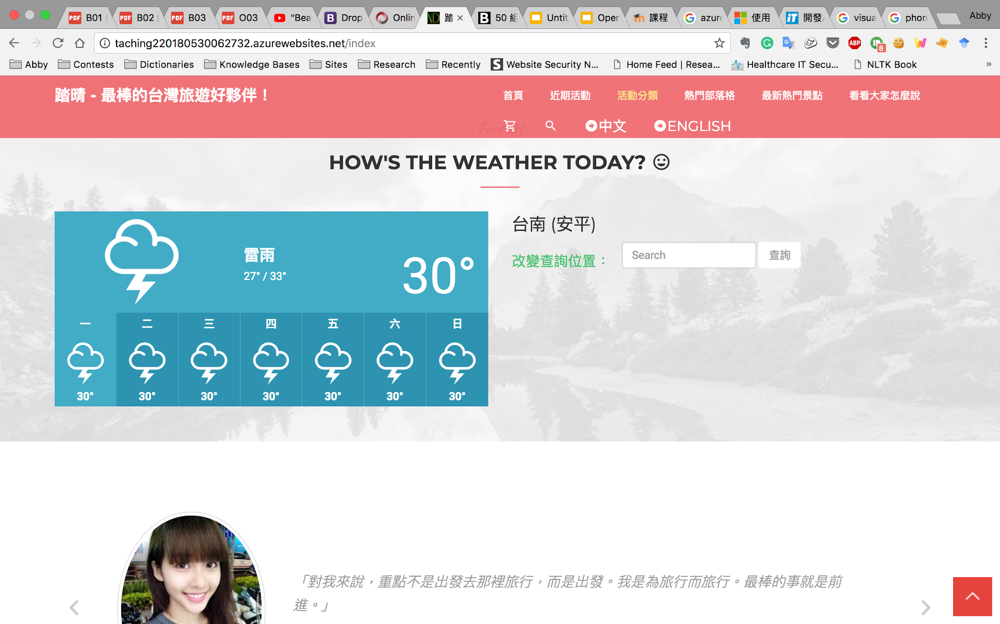 B01
B02
B03
O03
"Bea
Drop
Onlin
踏
50 組
Untit
Open
課程
azure
使用
開發
visua
phon
Abby
taching220180530062732.azurewebsites.net/index
8
Abby
Contests
Dictionaries
Knowledge Bases
Sites
Research
Recently
Website Security N...
Home Feed | Resea...
Healthcare IT Secu...
NLTK Book
»
踏晴 - 最棒的台灣旅遊好夥伴！
首頁
近期活動
活動分類
熱門部落格
最新熱門景點
看看大家怎麼說
中文
ENGLISH
Forcast
HOW'S THE WEATHER TODAY?
雷雨
27° / 33°
30°
台南 (安平)
改變查詢位置：
Search
查詢
一 二 三 四 五 六 日
30° 30° 30° 30° 30° 30° 30°
「對我來說，重點不是出發去那裡旅行，而是出發。我是為旅行而旅行。最棒的事就是前
進。」